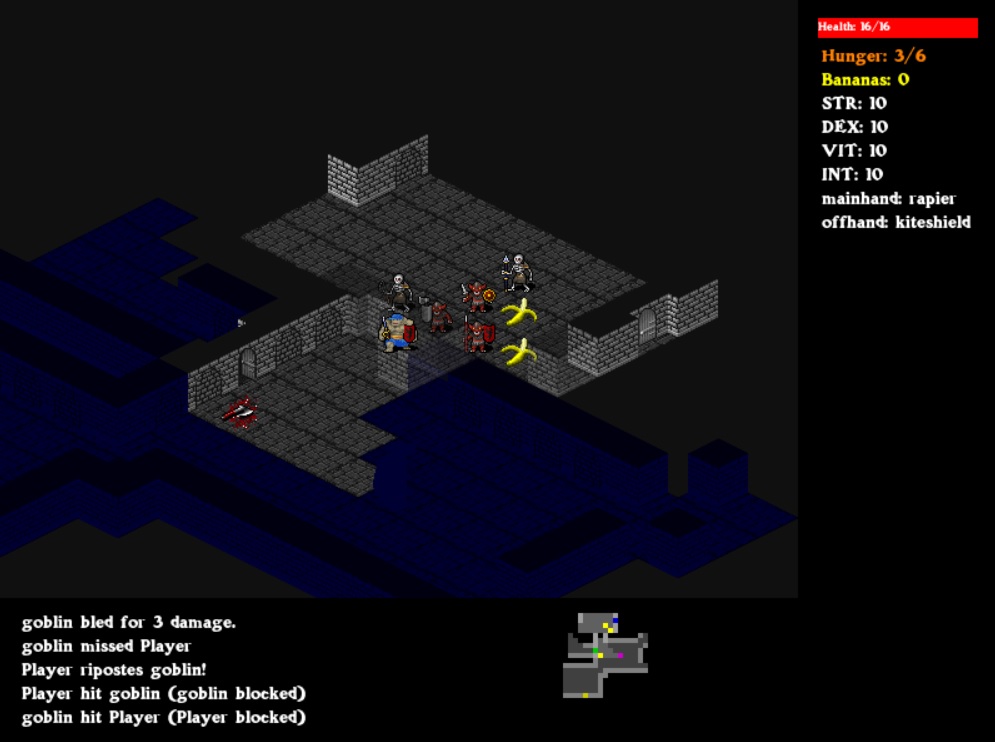 Health: 16/16
Hunger: 3/6
Bananas: 0
STR: 10
DEX: 10
VIT: 10
INT: 10
mainhand: rapier
offhand: kiteshield
goblin bled for 3 damage.
goblin missed Player
Player ripostes goblin!
Player hit goblin (goblin blocked)
goblin hit Player (Player blocked)